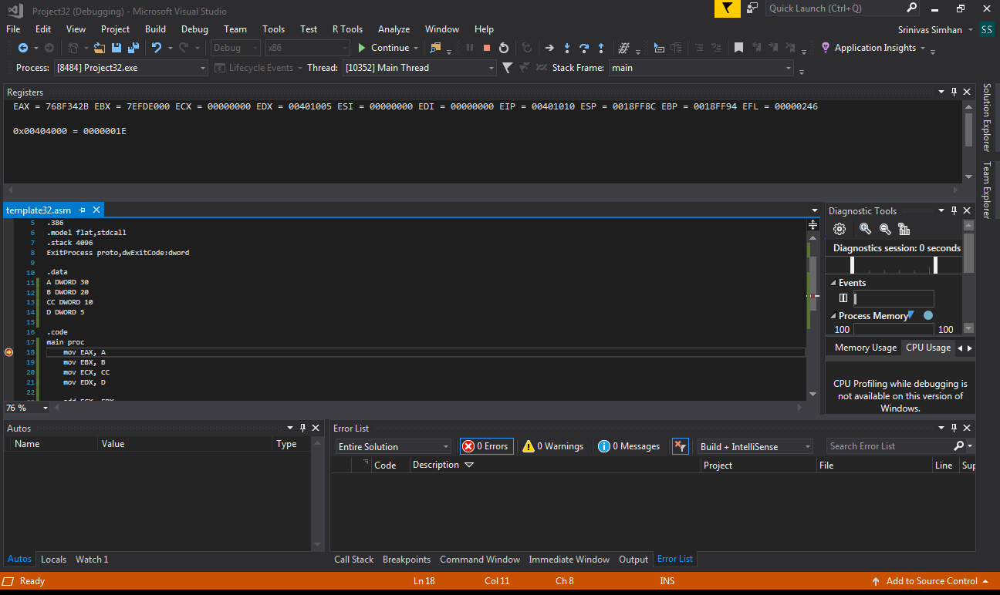 Project32 (Debugging) - Microsoft Visual Studio
Quick Launch (Ctrl+Q)
File Edit View Project Build Debug Team Tools Test R Tools Analyze Window Help
Srinivas Simhan SS
Debug x86 Continue Application Insights
Process: [8484] Project32.exe Lifecycle Events Thread: [10352] Main Thread Stack Frame: main
Registers
EAX = 768F342B EBX = 7EFDE000 ECX = 00000000 EDX = 00401005 ESI = 00000000 EDI = 00000000 EIP = 00401010 ESP = 0018FF8C EBP = 0018FF94 EFL = 00000246
0x00404000 = 0000001E
Solution Explorer
Team Explorer
template32.asm
5 .386
6 .model flat,stdcall
7 .stack 4096
8 ExitProcess proto,dwExitCode:dword
9
10 .data
11 A DWORD 30
12 B DWORD 20
13 CC DWORD 10
14 D DWORD 5
15
16 .code
17 main proc
18 mov EAX, A
19 mov EBX, B
20 mov ECX, CC
21 mov EDX, D
22
76 %
Diagnostic Tools
Diagnostics session: 0 seconds
Events
Process Memory
100 100
Memory Usage CPU Usage
CPU Profiling while debugging is
not available on this version of
Windows.
Autos
Name Value Type
Autos Locals Watch 1
Error List
Entire Solution 0 Errors 0 Warnings 0 Messages Build + IntelliSense Search Error List
Code Description Project File Line Sup
Call Stack Breakpoints Command Window Immediate Window Output Error List
Ready Ln 18 Col 11 Ch 8 INS Add to Source Control